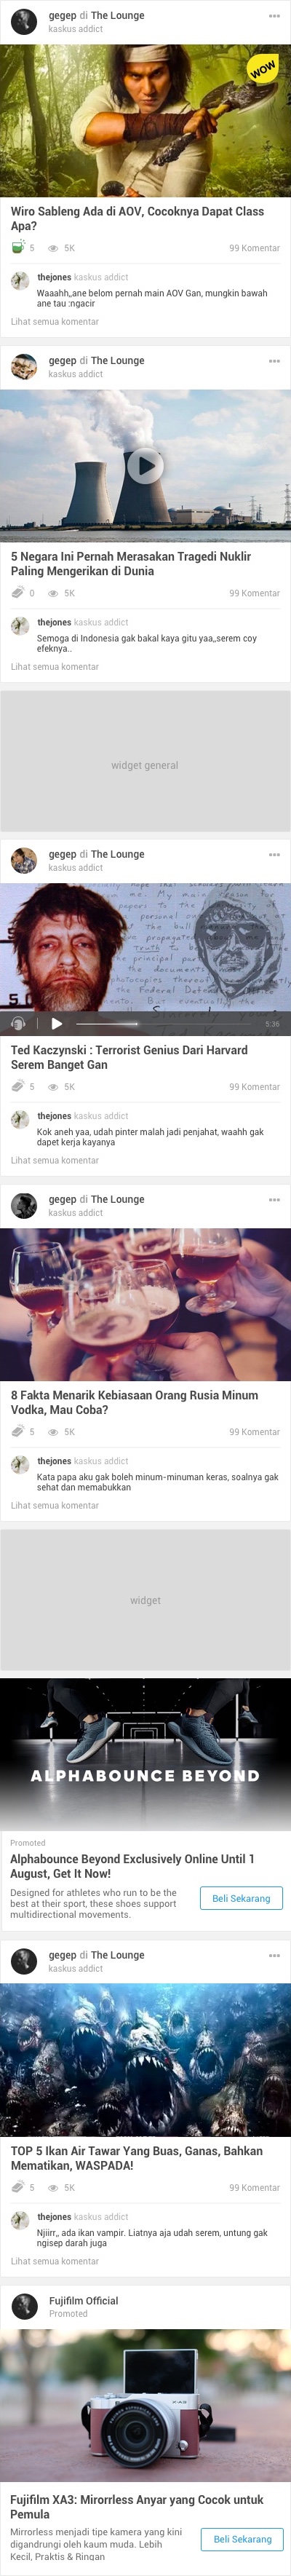 gegep di The Lounge
kaskus addict
WOW
Wiro Sableng Ada di AOV, Cocoknya Dapat Class
Apa?
5 5K 99 Komentar
thejones kaskus addict
Waaahh,,ane belom pernah main AOV Gan, mungkin bawah
ane tau :ngacir
Lihat semua komentar
gegep di The Lounge
kaskus addict
5 Negara Ini Pernah Merasakan Tragedi Nuklir
Paling Mengerikan di Dunia
0 5K 99 Komentar
thejones kaskus addict
Semoga di Indonesia gak bakal kaya gitu yaa,,serem coy
efeknya..
Lihat semua komentar
widget general
gegep di The Lounge
kaskus addict
5:36
Ted Kaczynski : Terrorist Genius Dari Harvard
Serem Banget Gan
5 5K 99 Komentar
thejones kaskus addict
Kok aneh yaa, udah pinter malah jadi penjahat, waahh gak
dapet kerja kayanya
Lihat semua komentar
gegep di The Lounge
kaskus addict
8 Fakta Menarik Kebiasaan Orang Rusia Minum
Vodka, Mau Coba?
5 5K 99 Komentar
thejones kaskus addict
Kata papa aku gak boleh minum-minuman keras, soalnya gak
sehat dan memabukkan
Lihat semua komentar
widget
ALPHABOUNCE BEYOND
Promoted
Alphabounce Beyond Exclusively Online Until 1
August, Get It Now!
Designed for athletes who run to be the
best at their sport, these shoes support
multidirectional movements.
Beli Sekarang
gegep di The Lounge
kaskus addict
TOP 5 Ikan Air Tawar Yang Buas, Ganas, Bahkan
Mematikan, WASPADA!
5 5K 99 Komentar
thejones kaskus addict
Njiirr,, ada ikan vampir. Liatnya aja udah serem, untung gak
ngisep darah juga
Lihat semua komentar
Fujifilm Official
Promoted
X-A3
Fujifilm XA3: Mirorrless Anyar yang Cocok untuk
Pemula
Mirrorless menjadi tipe kamera yang kini
digandrungi oleh kaum muda. Lebih
Kecil, Praktis & Ringan
Beli Sekarang